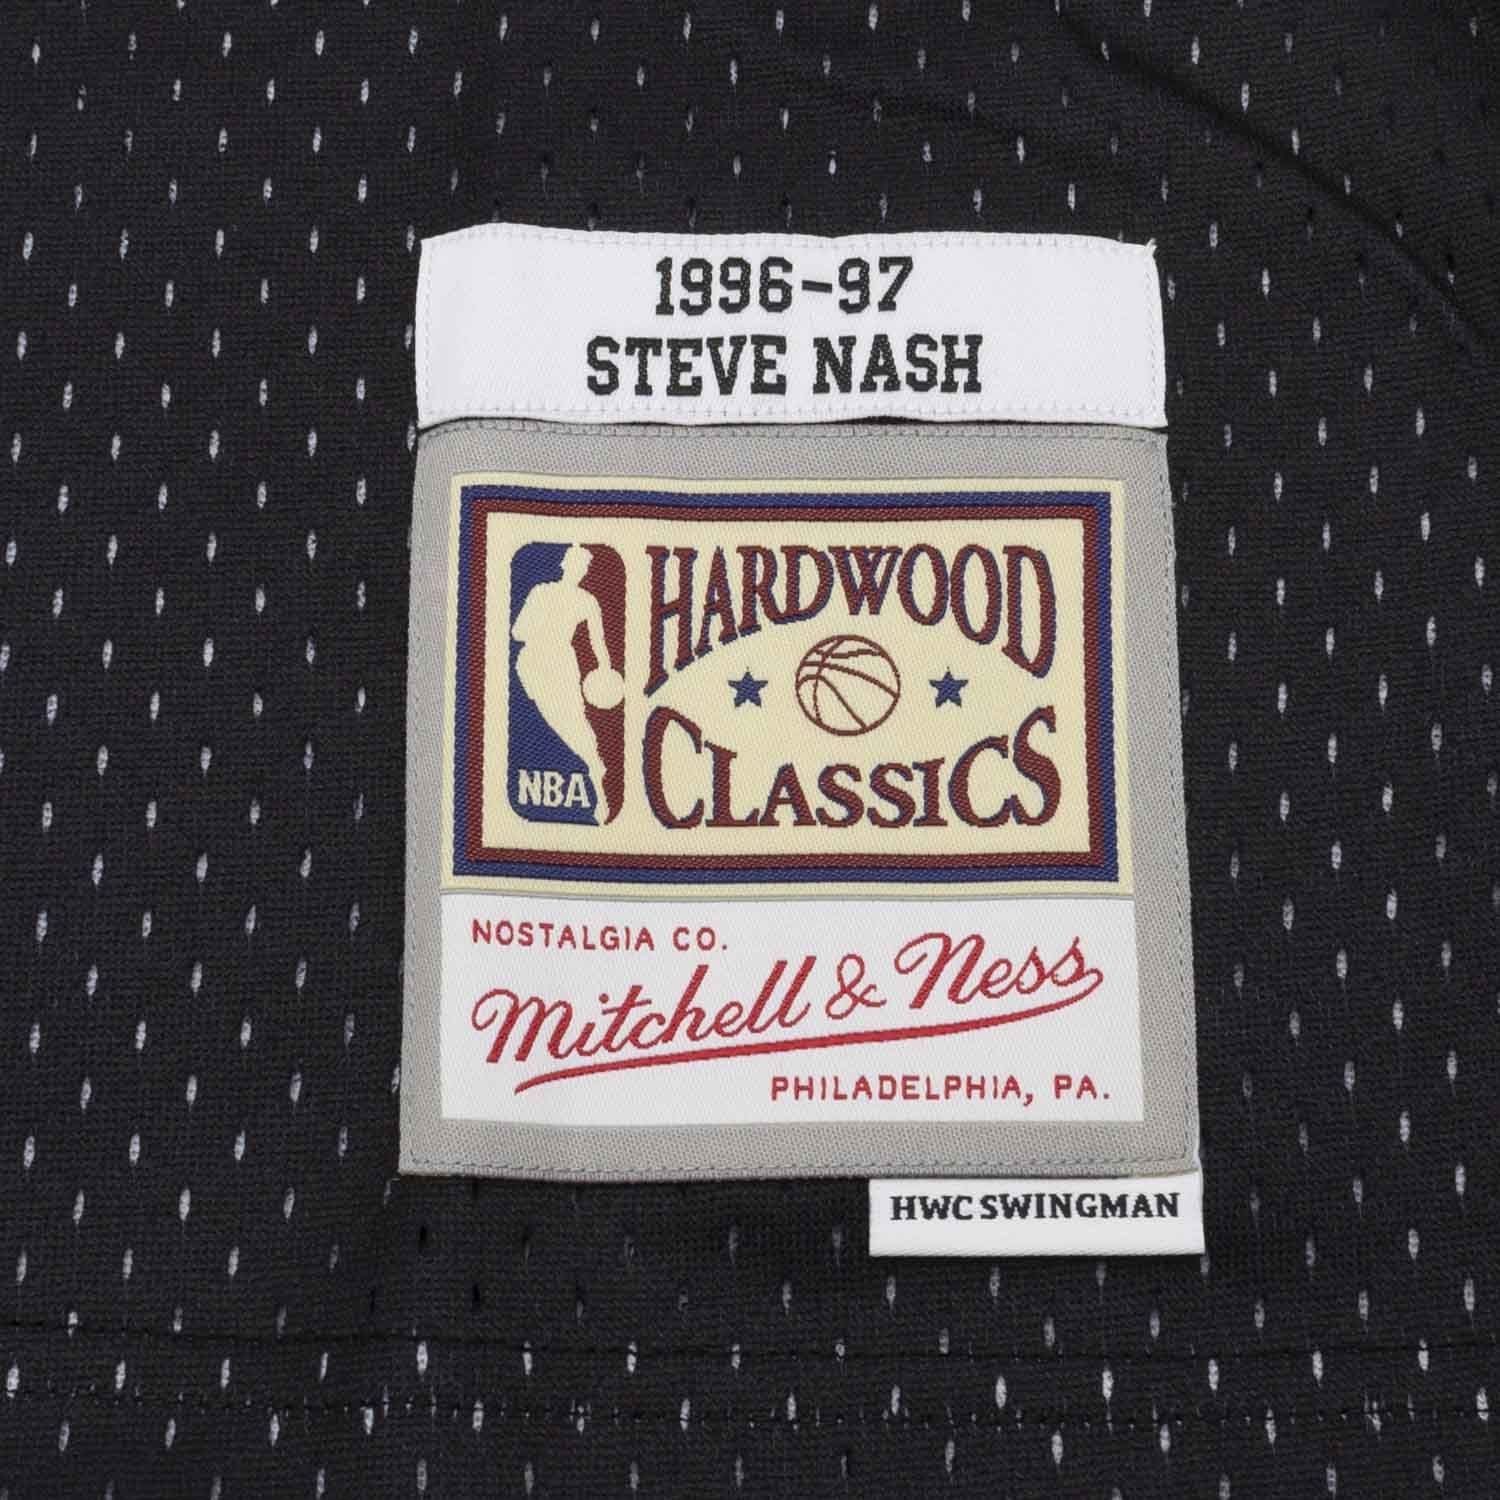 1996-97
STEVE NASH
HARDWOOD
CLASSICS
NBA
NOSTALGIA CO.
Mitchell & Ness
PHILADELPHIA, PA.
HWC SWINGMAN